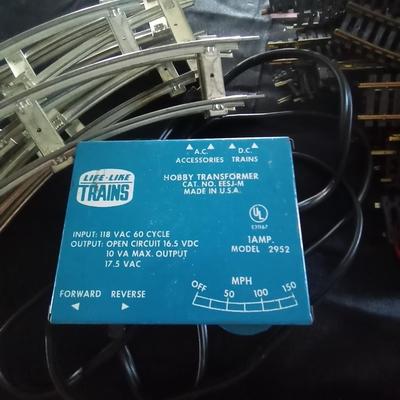 A.C. D.C.
ACCESSORIES TRAINS
LIFE-LIKE
TRAINS
HOBBY TRANSFORMER
CAT. NO. EESJ-M
MADE IN U.S.A.
UL
INPUT: 118 VAC 60 CYCLE
OUTPUT: OPEN CIRCUIT 16.5 VDC
10 VA MAX. OUTPUT
17.5 VAC
1AMP.
MODEL 2952
FORWARD REVERSE
MPH
OFF 50 100 150